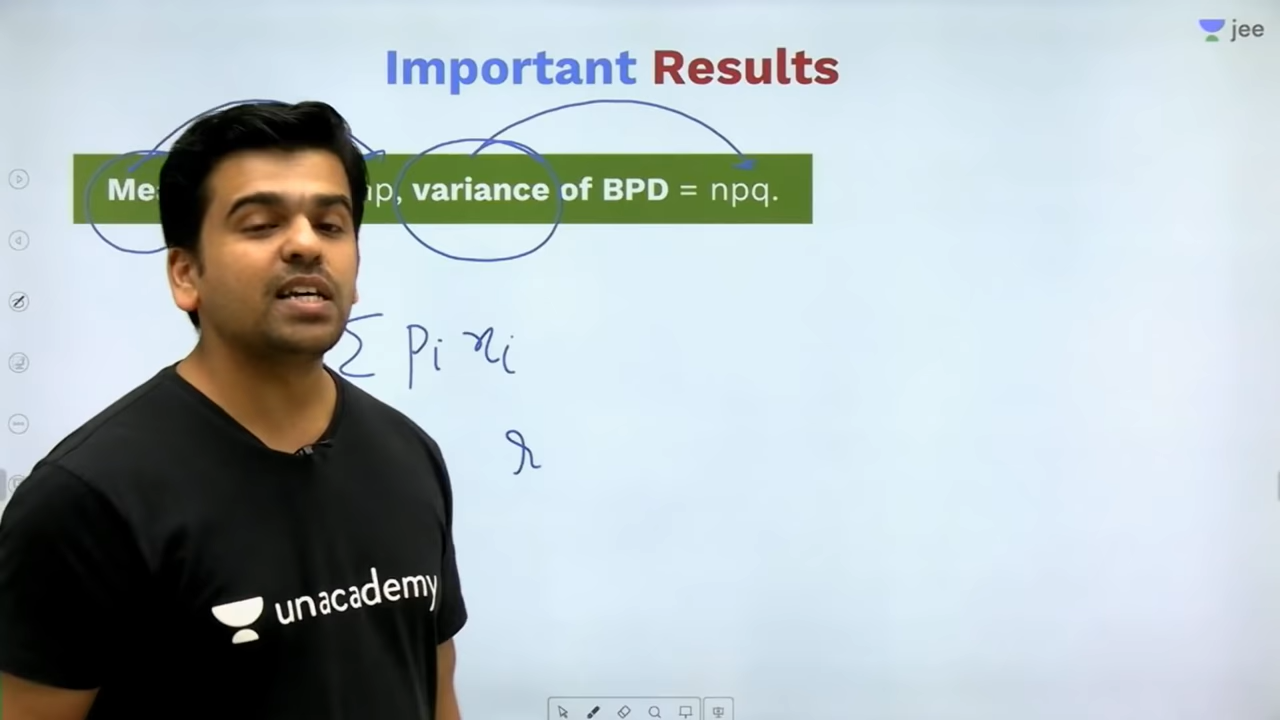 jee
Important Results
Me np, variance of BPD = npq.
Σ pᵢ xᵢ
r
unacademy